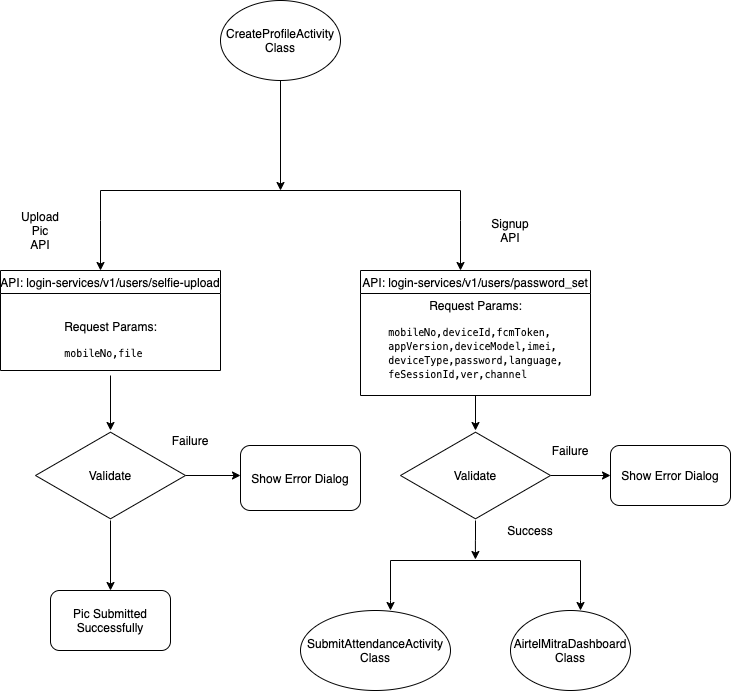 CreateProfileActivity
Class
Upload
Pic
API
Signup
API
API: login-services/v1/users/selfie-upload
Request Params:
mobileNo,file
API: login-services/v1/users/password_set
Request Params:
mobileNo,deviceId,fcmToken,
appVersion,deviceModel,imei,
deviceType,password,language,
feSessionId,ver,channel
Validate
Failure
Show Error Dialog
Validate
Failure
Show Error Dialog
Success
Pic Submitted
Successfully
SubmitAttendanceActivity
Class
AirtelMitraDashboard
Class